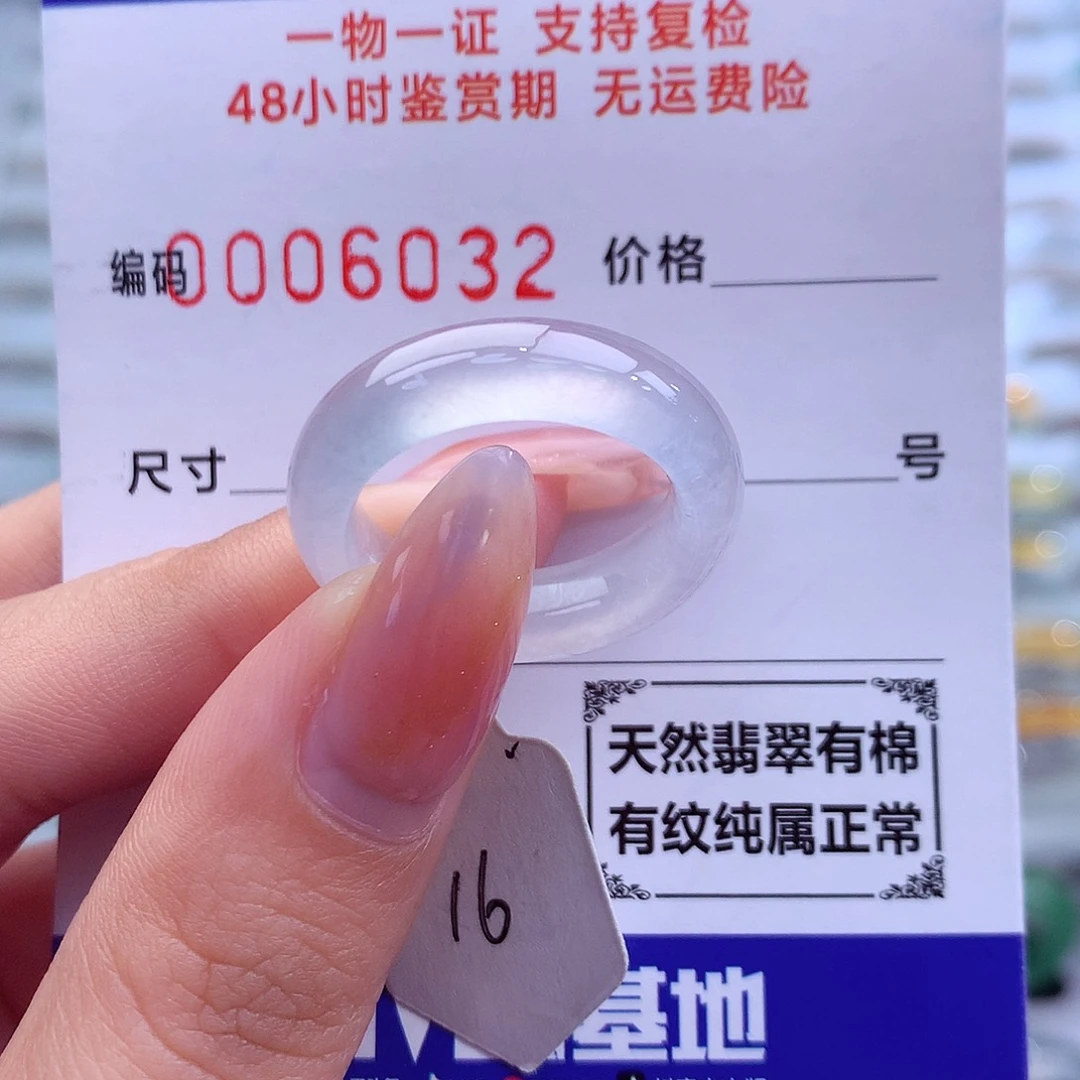 一物一证 支持复检
48小时鉴赏期 无运费险
编码0006032 价格
尺寸 号
天然翡翠有棉
有纹纯属正常
16
基地